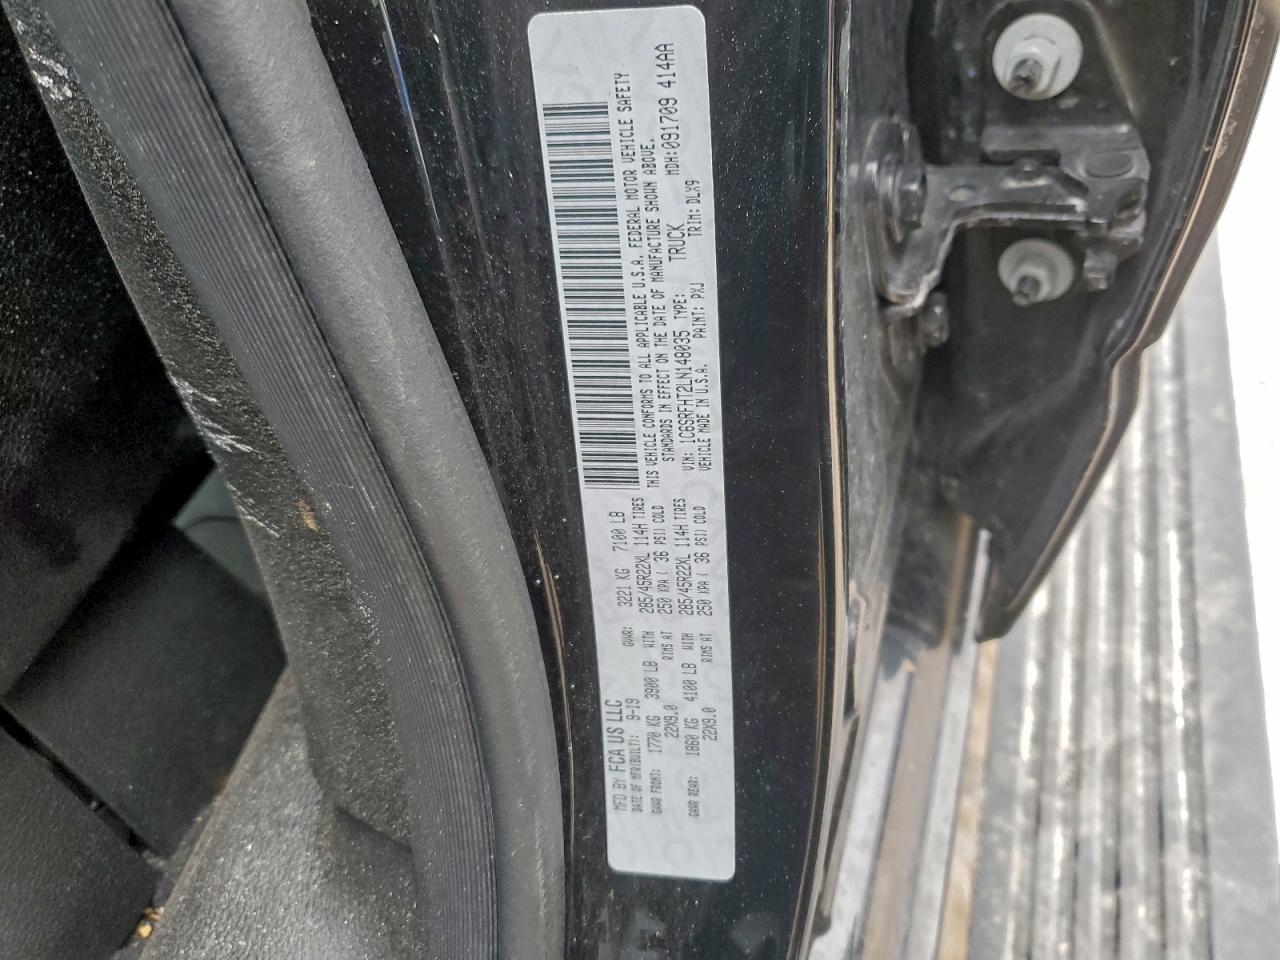 MFD BY FCA US LLC
DATE OF MFR(BUILT): 9-19 GVWR: 3221 KG 7100 LB
GAWR FRONT: 1770 KG 3900 LB WITH 285/45R22XL 114H TIRES
22X9.0 RIMS AT 250 KPA ( 36 PSI) COLD
GAWR REAR: 1860 KG 4100 LB WITH 285/45R22XL 114H TIRES
22X9.0 RIMS AT 250 KPA ( 36 PSI) COLD
THIS VEHICLE CONFORMS TO ALL APPLICABLE U.S.A. FEDERAL MOTOR VEHICLE SAFETY
STANDARDS IN EFFECT ON THE DATE OF MANUFACTURE SHOWN ABOVE.
VIN: 1C6SRFHT2LN148035 TYPE: TRUCK MDH:091709 414AA
VEHICLE MADE IN U.S.A. PAINT: PXJ TRIM: DLX9